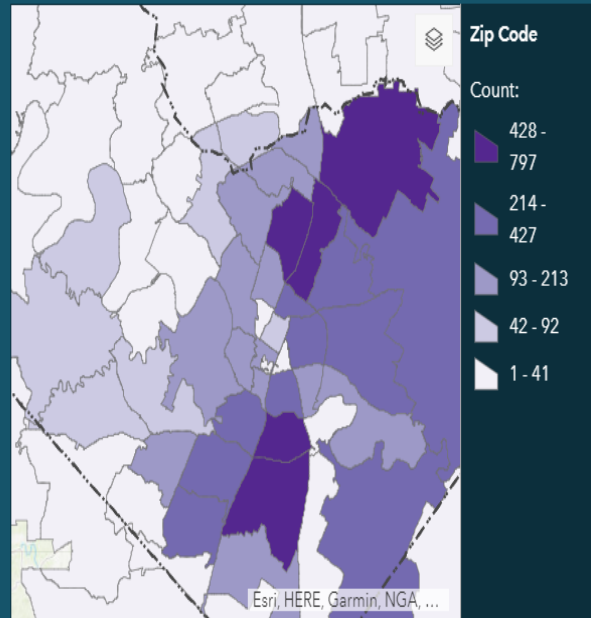 Zip Code
Count:
428 -
797
214 -
427
93 - 213
42 - 92
1 - 41
Esri, HERE, Garmin, NGA, ...